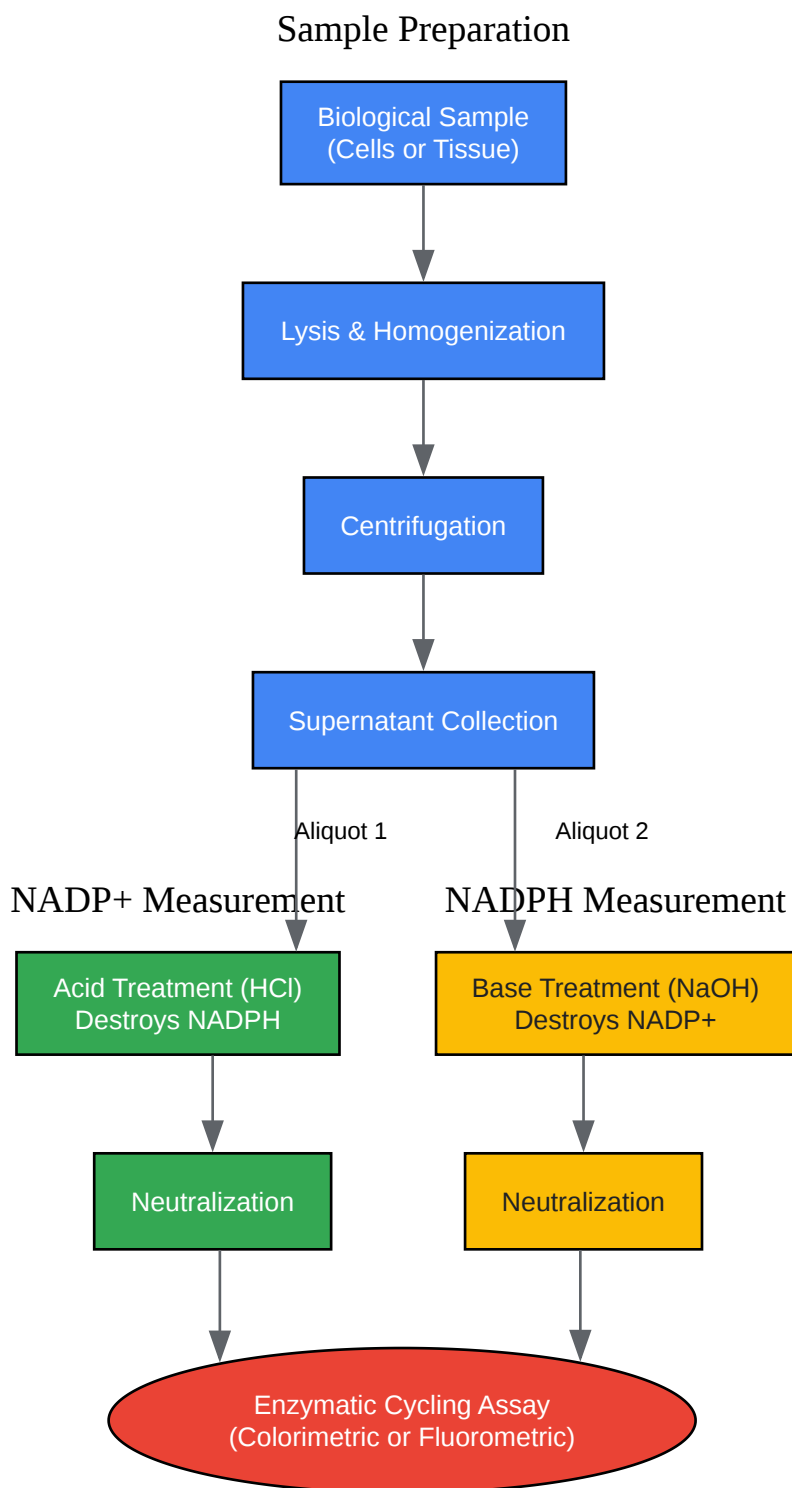 Sample Preparation
Biological Sample
(Cells or Tissue)
Lysis & Homogenization
Centrifugation
Supernatant Collection
Aliquot 1
Aliquot 2
NADP+ Measurement
NADPH Measurement
Acid Treatment (HCl)
Destroys NADPH
Base Treatment (NaOH)
Destroys NADP+
Neutralization
Neutralization
Enzymatic Cycling Assay
(Colorimetric or Fluorometric)